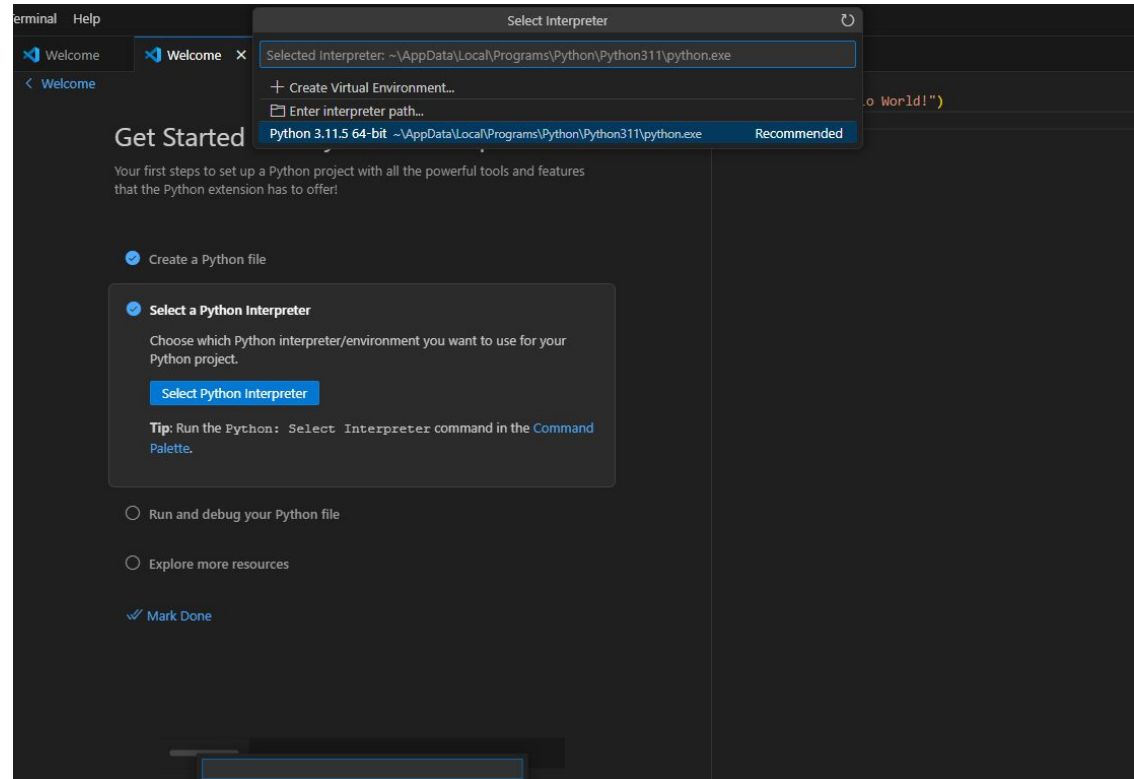 erminal Help
Select Interpreter
Welcome
Welcome
Selected Interpreter: ~\AppData\Local\Programs\Python\Python311\python.exe
Welcome
Create Virtual Environment...
Enter interpreter path...
Python 3.11.5 64-bit ~\AppData\Local\Programs\Python\Python311\python.exe Recommended
o World!")
Get Started
Your first steps to set up a Python project with all the powerful tools and features
that the Python extension has to offer!
Create a Python file
Select a Python Interpreter
Choose which Python interpreter/environment you want to use for your
Python project.
Select Python Interpreter
Tip: Run the Python: Select Interpreter command in the Command
Palette.
Run and debug your Python file
Explore more resources
Mark Done